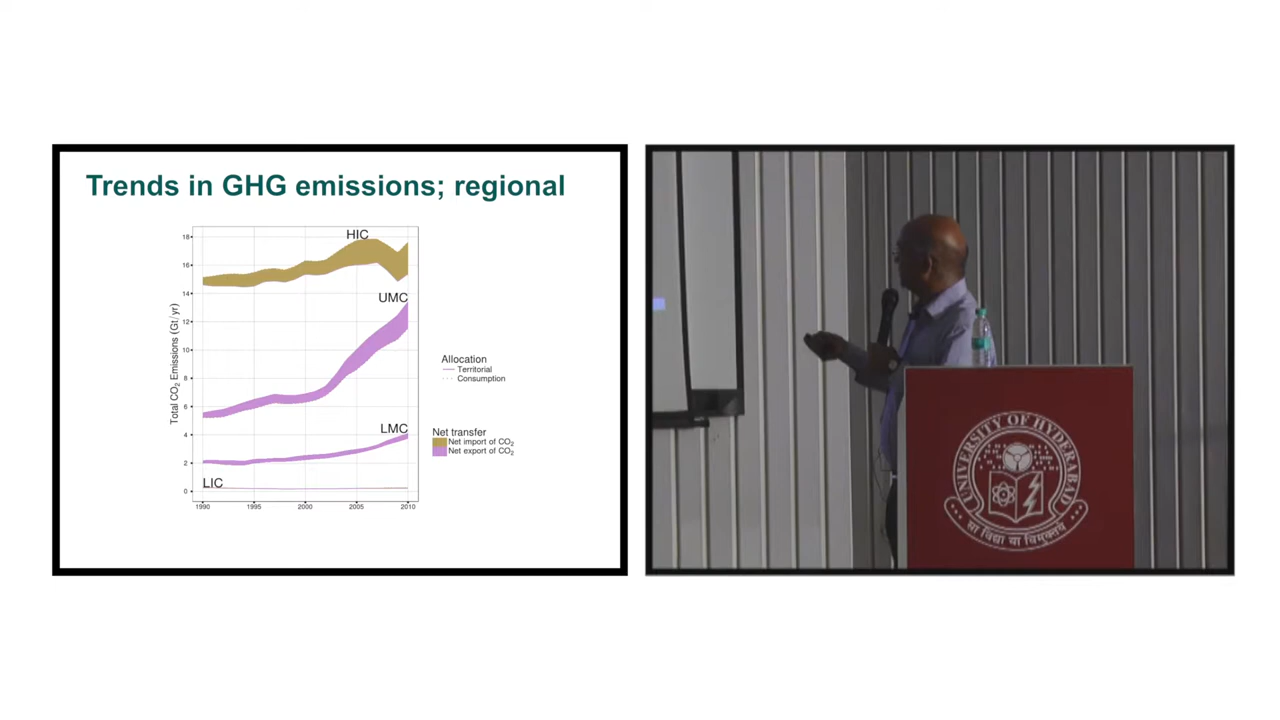 Trends in GHG emissions; regional
HIC
UMC
LMC
LIC
Total CO2 Emissions (Gt/yr)
18
16
14
12
10
8
6
4
2
0
1990
1995
2000
2005
2010
Allocation
Territorial
Consumption
Net transfer
Net import of CO2
Net export of CO2
UNIVERSITY OF HYDERABAD
सा विद्या या विमुक्तये